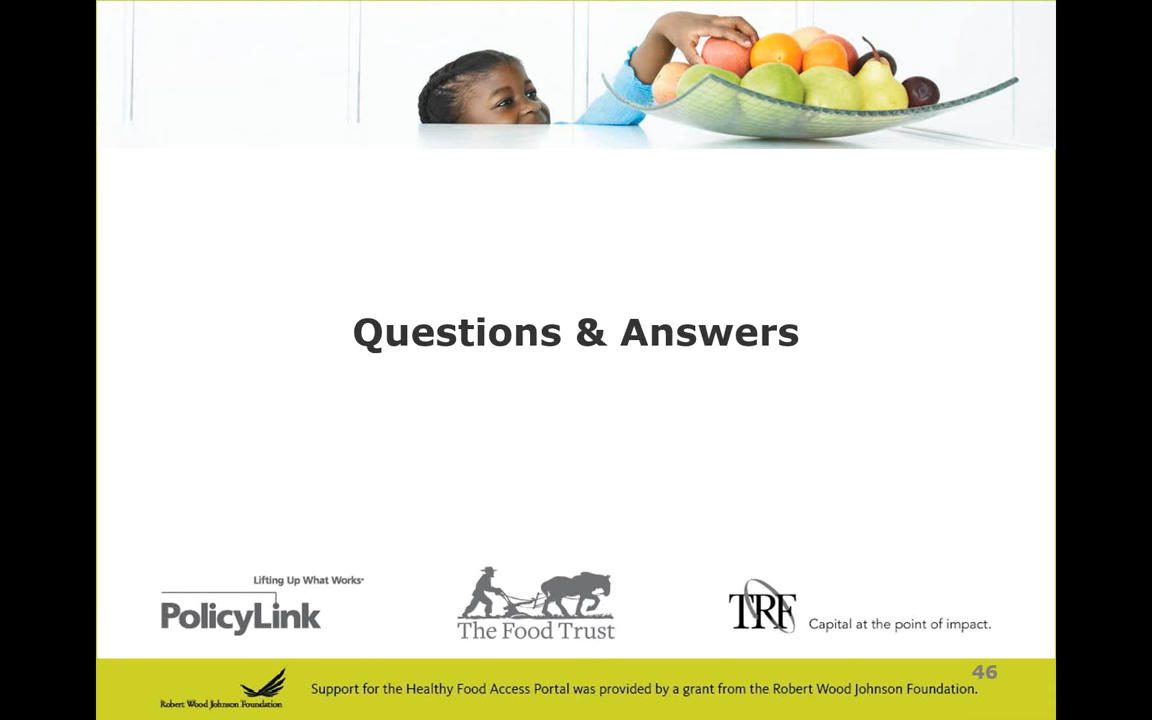 Questions & Answers
Lifting Up What Works
PolicyLink
The Food Trust
TRF Capital at the point of impact.
46
Robert Wood Johnson Foundation
Support for the Healthy Food Access Portal was provided by a grant from the Robert Wood Johnson Foundation.